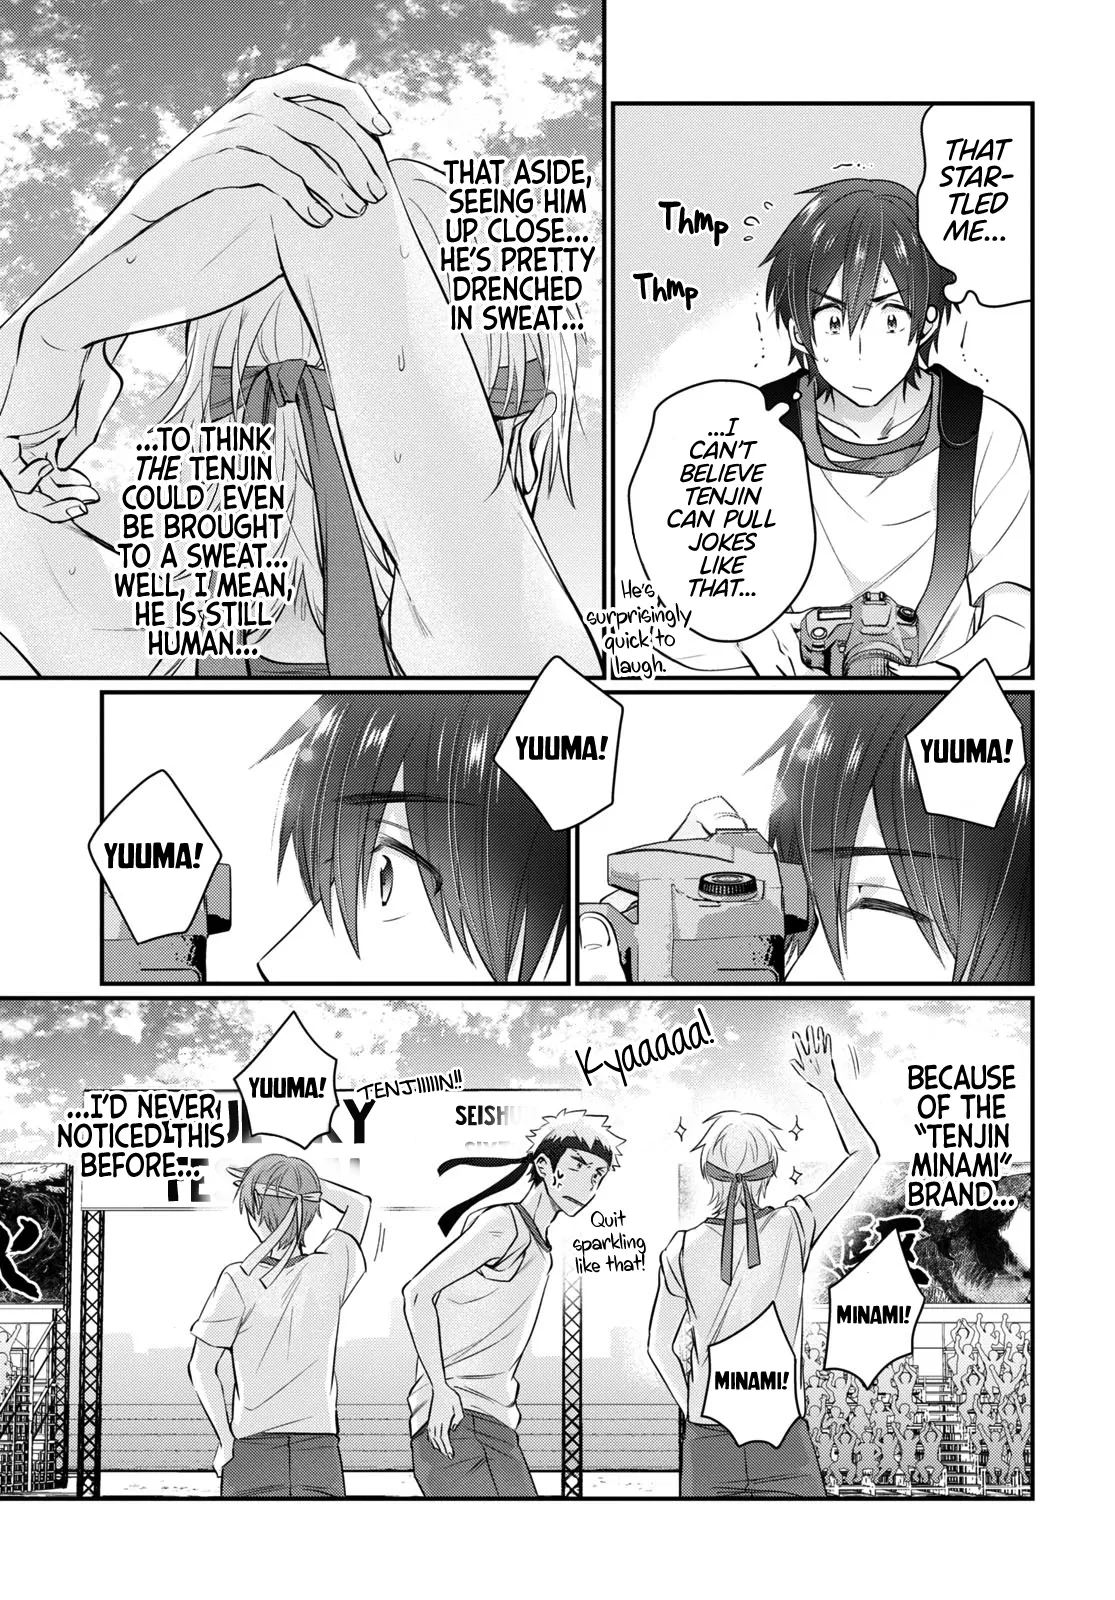 THAT
STAR-
TLED
ME...
Thmp
Thmp
...I
CAN'T
BELIEVE
TENJIN
CAN PULL
JOKES
LIKE
THAT...
He's
surprisingly
quick to
laugh.
THAT ASIDE,
SEEING HIM
UP CLOSE...
HE'S PRETTY
DRENCHED
IN SWEAT...
...TO THINK
THE TENJIN
COULD EVEN
BE BROUGHT
TO A SWEAT...
WELL, I MEAN,
HE IS STILL
HUMAN...
YUUMA!
YUUMA!
YUUMA!
BECAUSE
OF THE
"TENJIN
MINAMI"
BRAND...
Kyaaaaa!
MINAMI!
MINAMI!
Quit
sparkling
like that!
SEISHU
TENJIIIIIN!!
YUUMA!
...I'D NEVER
NOTICED THIS
BEFORE...